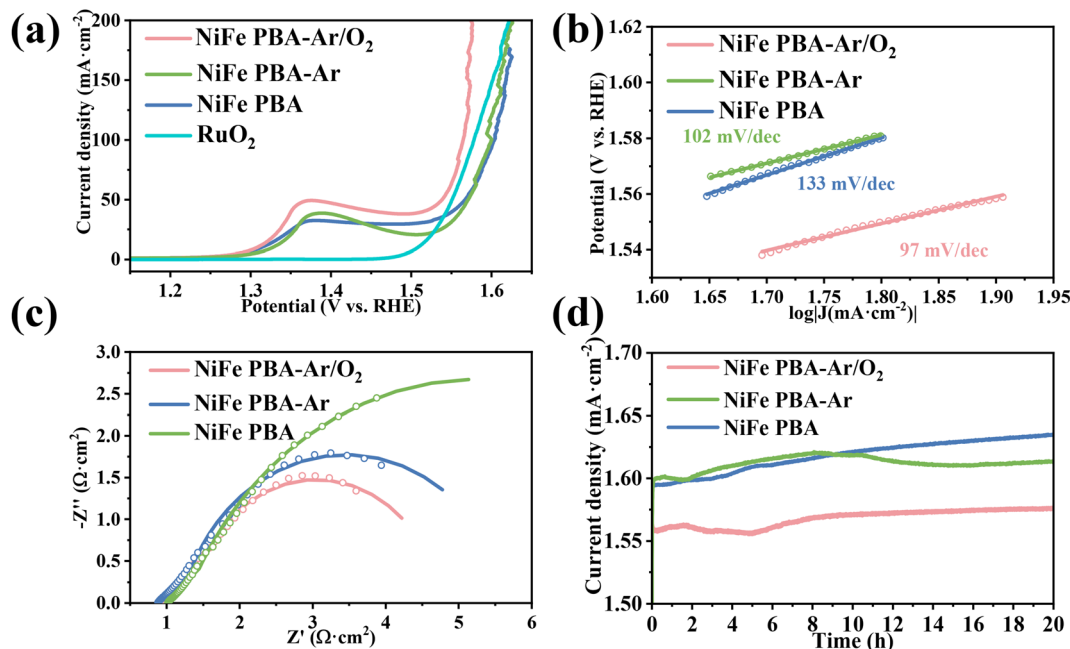 (a)
NiFe PBA-Ar/O₂
NiFe PBA-Ar
NiFe PBA
RuO₂
Current density (mA·cm⁻²)
200
150
100
50
0
1.2
1.3
1.4
1.5
1.6
Potential (V vs. RHE)
(b)
NiFe PBA-Ar/O₂
NiFe PBA-Ar
NiFe PBA
102 mV/dec
133 mV/dec
97 mV/dec
Potential (V vs. RHE)
1.62
1.60
1.58
1.56
1.54
1.60
1.65
1.70
1.75
1.80
1.85
1.90
1.95
log|J(mA·cm⁻²)|
(c)
NiFe PBA-Ar/O₂
NiFe PBA-Ar
NiFe PBA
-Z'' (Ω·cm²)
3.0
2.5
2.0
1.5
1.0
0.5
0.0
1
2
3
4
5
6
Z' (Ω·cm²)
(d)
NiFe PBA-Ar/O₂
NiFe PBA-Ar
NiFe PBA
Current density (mA·cm⁻²)
1.70
1.65
1.60
1.55
1.50
0
2
4
6
8
10
12
14
16
18
20
Time (h)